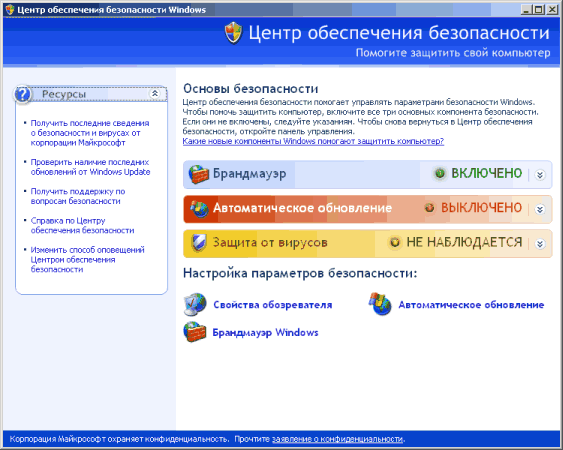 Центр обеспечения безопасности Windows
Центр обеспечения безопасности
Помогите защитить свой компьютер
Ресурсы
Получить последние сведения
о безопасности и вирусах от
корпорации Майкрософт
Проверить наличие последних
обновлений от Windows Update
Получить поддержку по
вопросам безопасности
Справка по Центру
обеспечения безопасности
Изменить способ оповещений
Центром обеспечения
безопасности
Основы безопасности
Центр обеспечения безопасности помогает управлять параметрами безопасности Windows.
Чтобы помочь защитить компьютер, включите все три основных компонента безопасности.
Если они не включены, следуйте указаниям. Чтобы снова вернуться в Центр обеспечения
безопасности, откройте панель управления.
Какие новые компоненты Windows помогают защитить компьютер?
Брандмауэр ВКЛЮЧЕНО
Автоматическое обновление ВЫКЛЮЧЕНО
Защита от вирусов НЕ НАБЛЮДАЕТСЯ
Настройка параметров безопасности:
Свойства обозревателя Автоматическое обновление
Брандмауэр Windows
Корпорация Майкрософт охраняет конфиденциальность. Прочтите заявление о конфиденциальности.